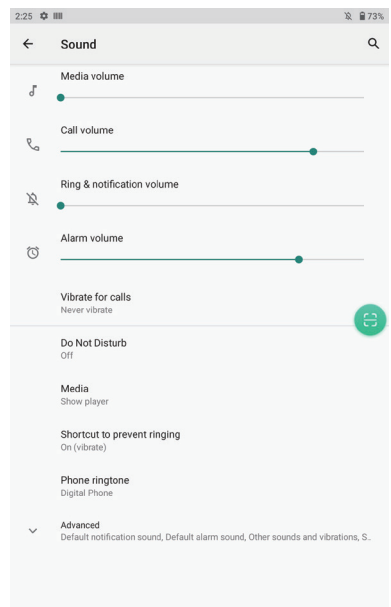 2:25 73%
Sound
Media volume
Call volume
Ring & notification volume
Alarm volume
Vibrate for calls
Never vibrate
Do Not Disturb
Off
Media
Show player
Shortcut to prevent ringing
On (vibrate)
Phone ringtone
Digital Phone
Advanced
Default notification sound, Default alarm sound, Other sounds and vibrations, S..